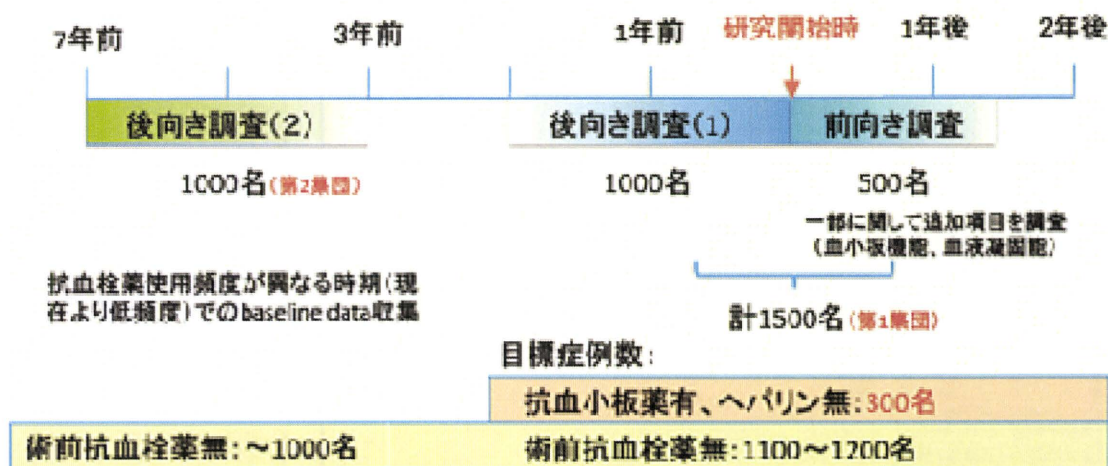 7年前 3年前 1年前 研究開始時 1年後 2年後
後向き調査(2) 後向き調査(1) 前向き調査
1000名(第2集団) 1000名 500名
一部に関して追加項目を調査
(血小板機能、血液凝固能)
抗血栓薬使用頻度が異なる時期(現
在より低頻度)でのbaseline data収集
計1500名(第1集団)
目標症例数:
抗血小板薬有、ヘパリン無:300名
術前抗血栓薬無:~1000名 術前抗血栓薬無:1100~1200名